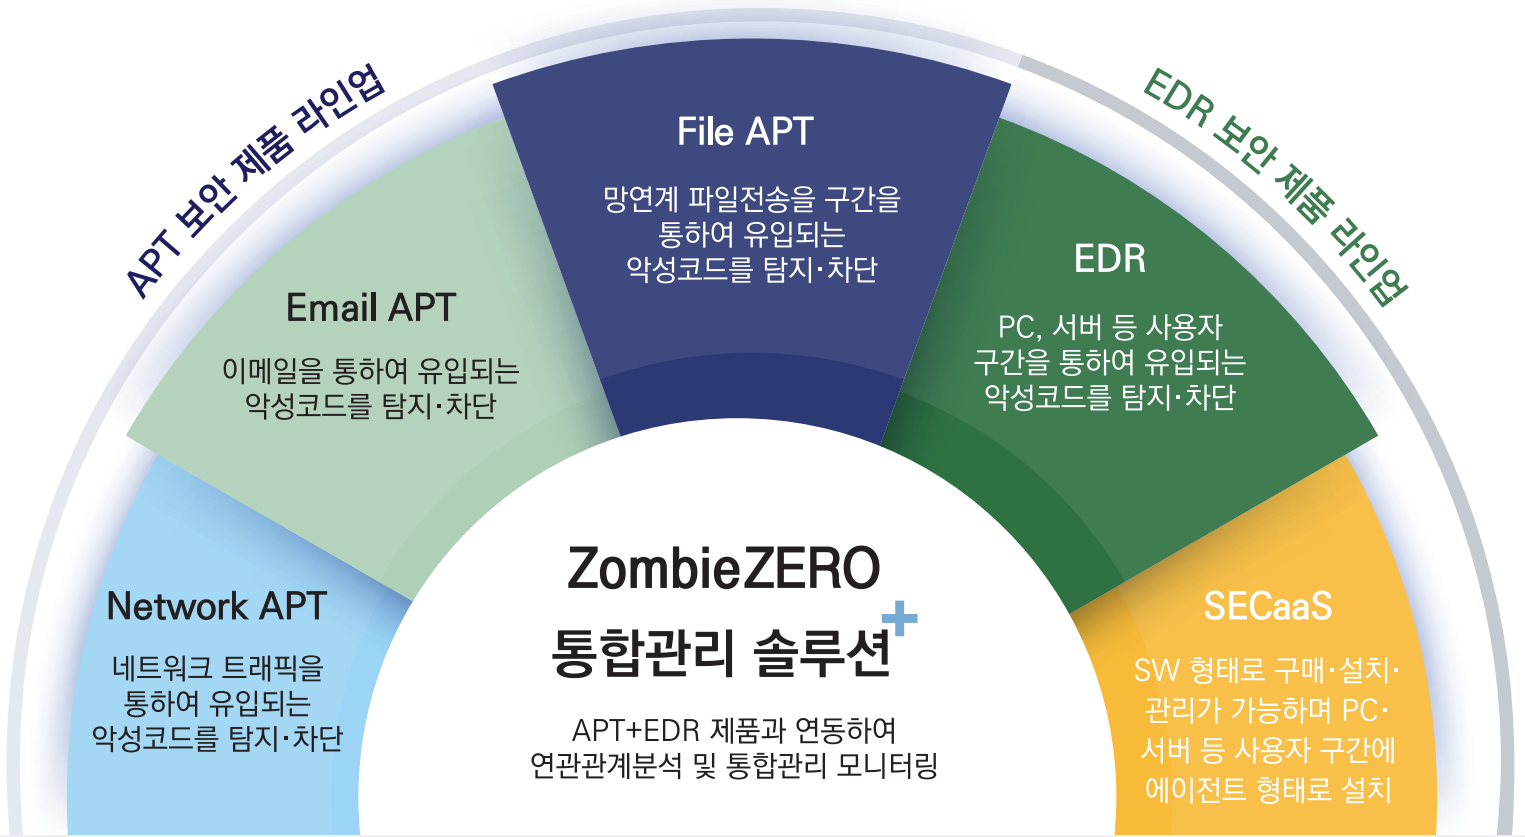 APT 보안 제품 라인업
EDR 보안 제품 라인업
File APT
망연계 파일전송을 구간을
통하여 유입되는
악성코드를 탐지·차단
Email APT
이메일을 통하여 유입되는
악성코드를 탐지·차단
EDR
PC, 서버 등 사용자
구간을 통하여 유입되는
악성코드를 탐지·차단
Network APT
네트워크 트래픽을
통하여 유입되는
악성코드를 탐지·차단
SECaaS
SW 형태로 구매·설치·
관리가 가능하며 PC·
서버 등 사용자 구간에
에이전트 형태로 설치
ZombieZERO
통합관리 솔루션+
APT+EDR 제품과 연동하여
연관관계분석 및 통합관리 모니터링